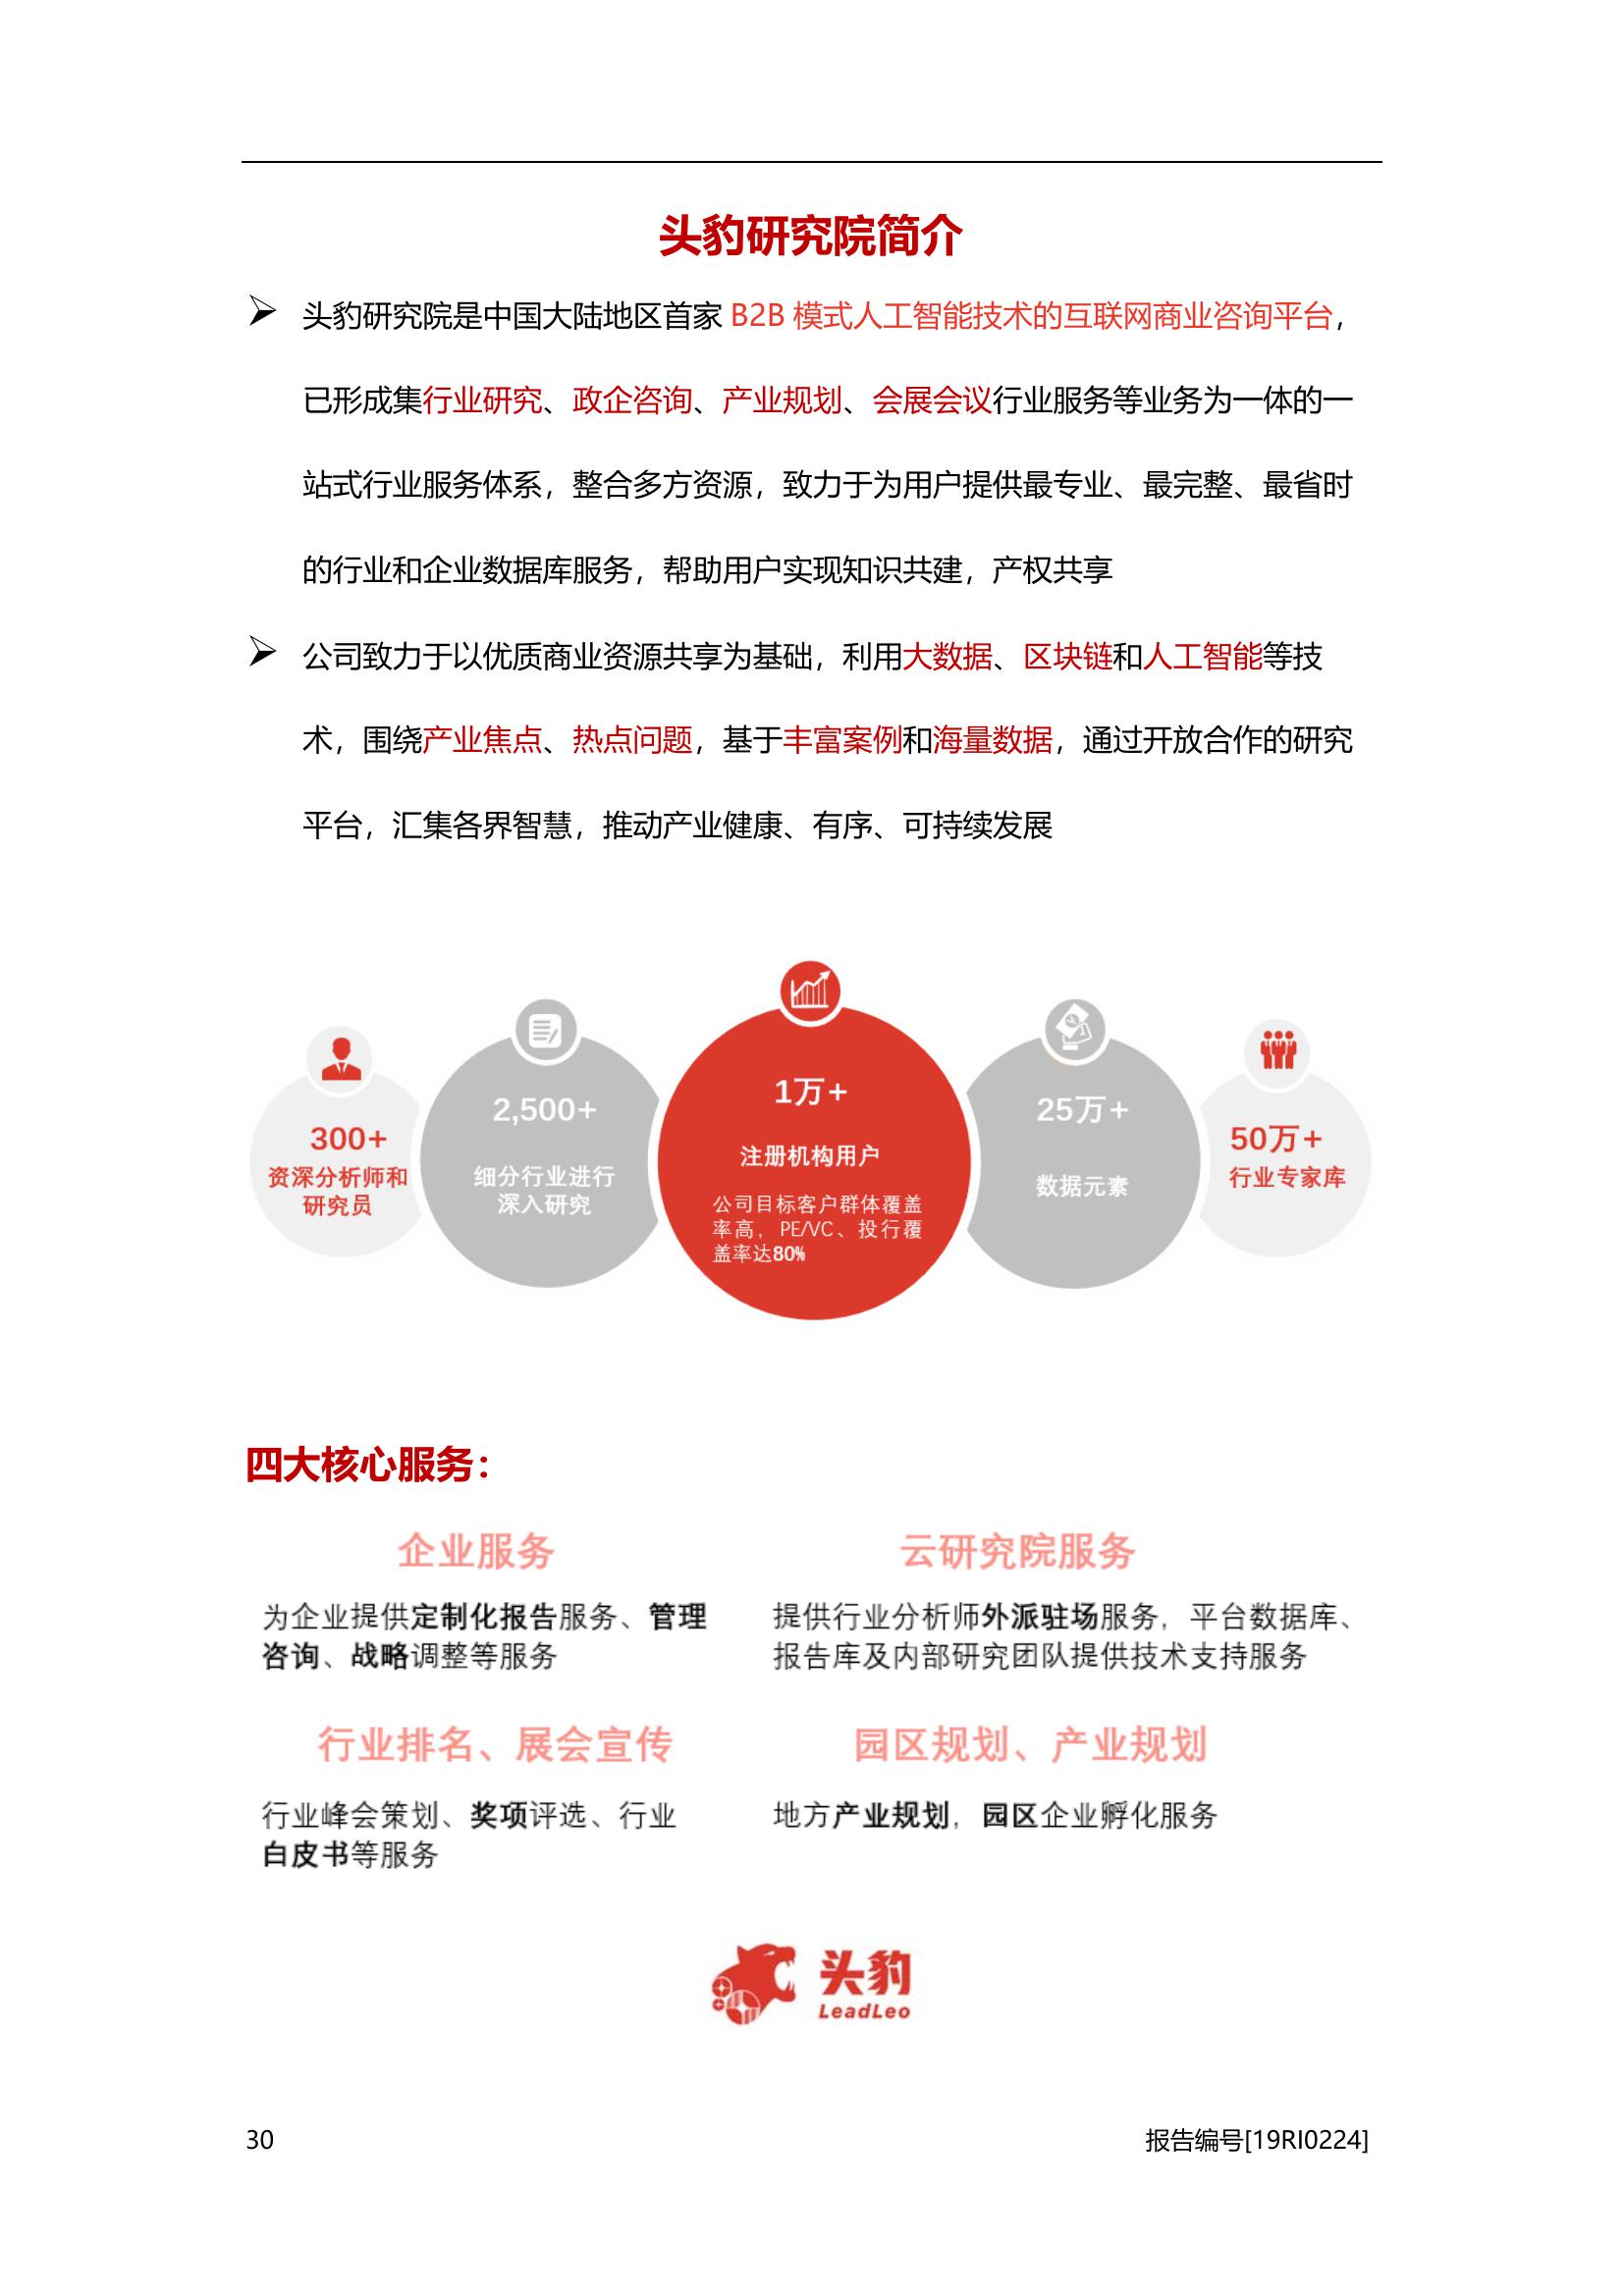 头豹研究院简介
➢ 头豹研究院是中国大陆地区首家 B2B 模式人工智能技术的互联网商业咨询平台，
已形成集行业研究、政企咨询、产业规划、会展会议行业服务等业务为一体的一
站式行业服务体系，整合多方资源，致力于为用户提供最专业、最完整、最省时
的行业和企业数据库服务，帮助用户实现知识共建，产权共享
➢ 公司致力于以优质商业资源共享为基础，利用大数据、区块链和人工智能等技
术，围绕产业焦点、热点问题，基于丰富案例和海量数据，通过开放合作的研究
平台，汇集各界智慧，推动产业健康、有序、可持续发展
300+
资深分析师和
研究员
2,500+
细分行业进行
深入研究
1万+
注册机构用户
公司目标客户群体覆盖
率高，PE/VC、投行覆
盖率达80%
25万+
数据元素
50万+
行业专家库
四大核心服务：
企业服务
为企业提供定制化报告服务、管理
咨询、战略调整等服务
云研究院服务
提供行业分析师外派驻场服务，平台数据库、
报告库及内部研究团队提供技术支持服务
行业排名、展会宣传
行业峰会策划、奖项评选、行业
白皮书等服务
园区规划、产业规划
地方产业规划，园区企业孵化服务
头豹
LeadLeo
30
报告编号[19RI0224]